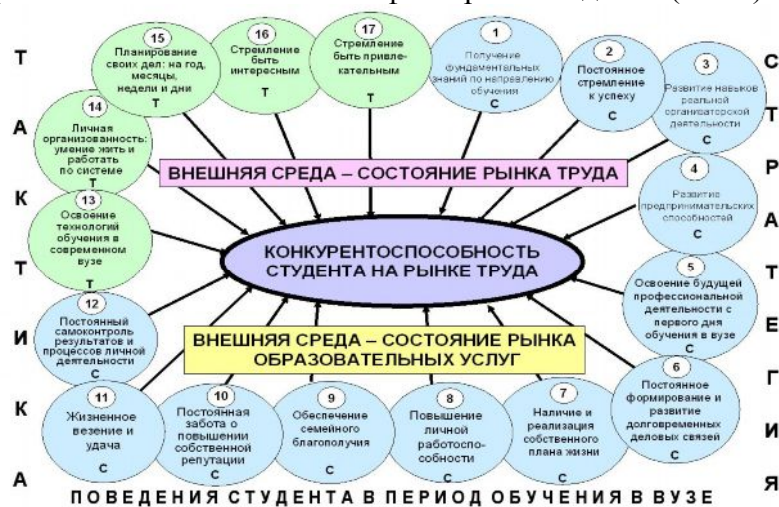 ТАКТИКА
СТРАТЕГИЯ
15
Планирование
своих дел: на год,
месяцы,
недели и дни
Т
16
Стремление
быть
интересным
Т
17
Стремление
быть привле-
кательным
Т
1
Получение
фундаментальных
знаний по направлению
обучения
С
2
Постоянное
стремление
к успеху
С
3
Развитие навыков
реальной
организаторской
деятельности
С
14
Личная
организованность:
умение жить и
работать
по системе
Т
4
Развитие
предпринимательских
способностей
С
13
Освоение
технологий
обучения в
современном
вузе
Т
5
Освоение будущей
профессиональной
деятельности с
первого дня
обучения в вузе
С
12
Постоянный
самоконтроль
результатов и
процессов личной
деятельности
С
6
Постоянное
формирование и
развитие
долговременных
деловых связей
С
11
Жизненное
везение и
удача
С
10
Постоянная
забота о
повышении
собственной
репутации
С
9
Обеспечение
семейного
благополучия
С
8
Повышение
личной
работоспо-
собности
С
7
Наличие и
реализация
собственного
плана жизни
С
ВНЕШНЯЯ СРЕДА – СОСТОЯНИЕ РЫНКА ТРУДА
КОНКУРЕНТОСПОСОБНОСТЬ
СТУДЕНТА НА РЫНКЕ ТРУДА
ВНЕШНЯЯ СРЕДА – СОСТОЯНИЕ РЫНКА
ОБРАЗОВАТЕЛЬНЫХ УСЛУГ
ПОВЕДЕНИЯ СТУДЕНТА В ПЕРИОД ОБУЧЕНИЯ В ВУЗЕ